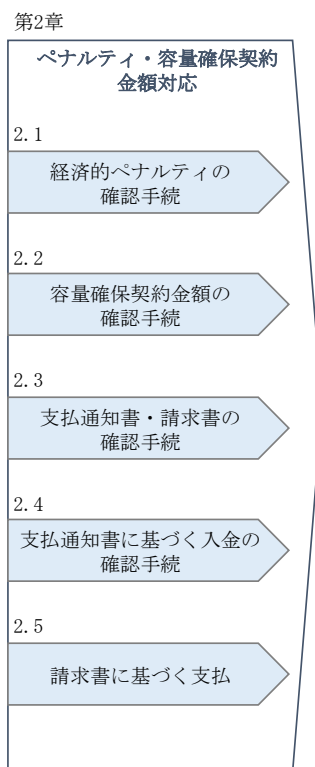 第2章
ペナルティ・容量確保契約
金額対応
2.1
経済的ペナルティの
確認手続
2.2
容量確保契約金額の
確認手続
2.3
支払通知書・請求書の
確認手続
2.4
支払通知書に基づく入金の
確認手続
2.5
請求書に基づく支払